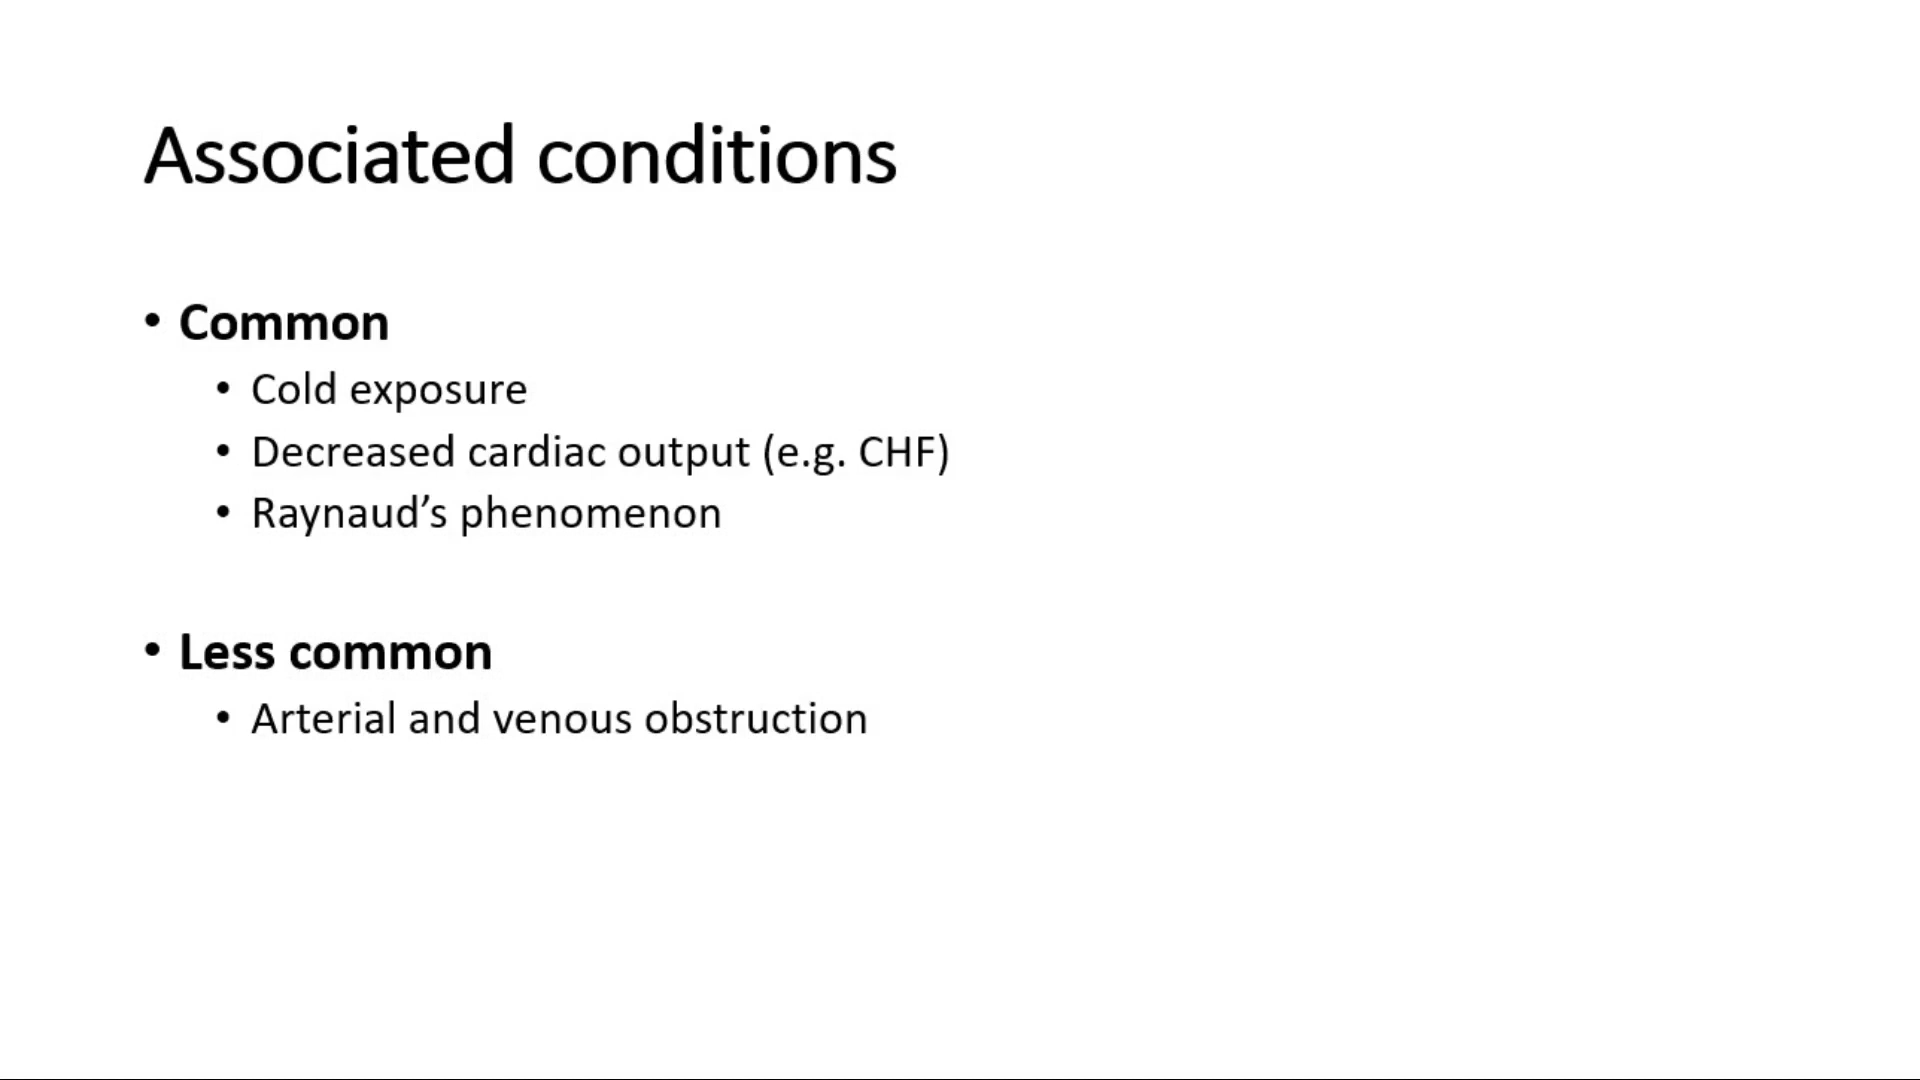 Associated conditions
• Common
• Cold exposure
• Decreased cardiac output (e.g. CHF)
• Raynaud’s phenomenon
• Less common
• Arterial and venous obstruction